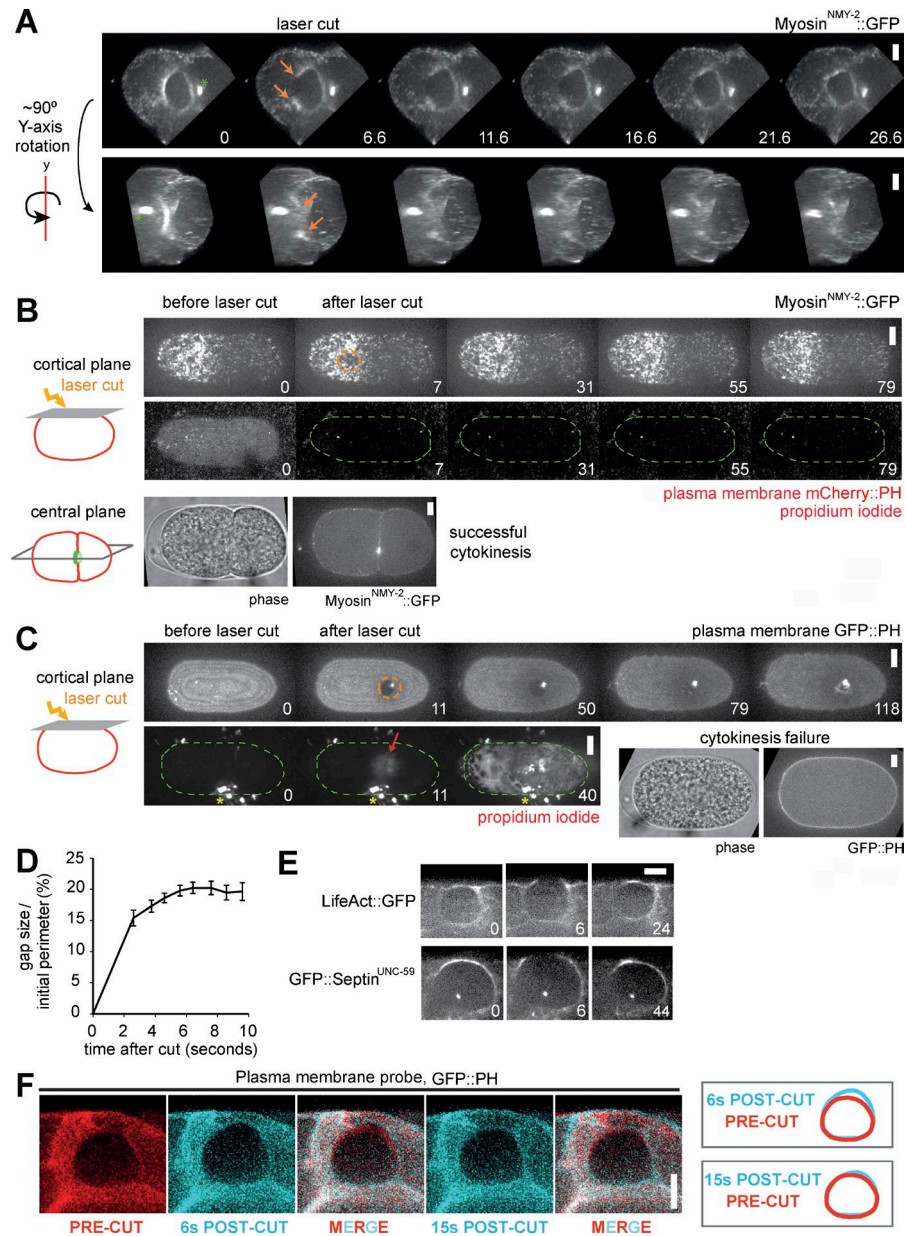 A
laser cut
Myosin^NMY-2::GFP
~90º
Y-axis
rotation
y
*
0
6.6
11.6
16.6
21.6
26.6
*
B
before laser cut
after laser cut
Myosin^NMY-2::GFP
cortical plane
laser cut
0
7
31
55
79
0
7
31
55
79
plasma membrane mCherry::PH
propidium iodide
central plane
successful
cytokinesis
phase
Myosin^NMY-2::GFP
C
before laser cut
after laser cut
plasma membrane GFP::PH
cortical plane
laser cut
0
11
50
79
118
cytokinesis failure
*
0
*
11
*
40
propidium iodide
phase
GFP::PH
D
gap size /
initial perimeter (%)
25
20
15
10
5
0
0
2
4
6
8
10
time after cut (seconds)
E
LifeAct::GFP
0
6
24
GFP::Septin^UNC-59
0
6
44
F
Plasma membrane probe, GFP::PH
PRE-CUT
6s POST-CUT
MERGE
15s POST-CUT
MERGE
6s POST-CUT
PRE-CUT
15s POST-CUT
PRE-CUT